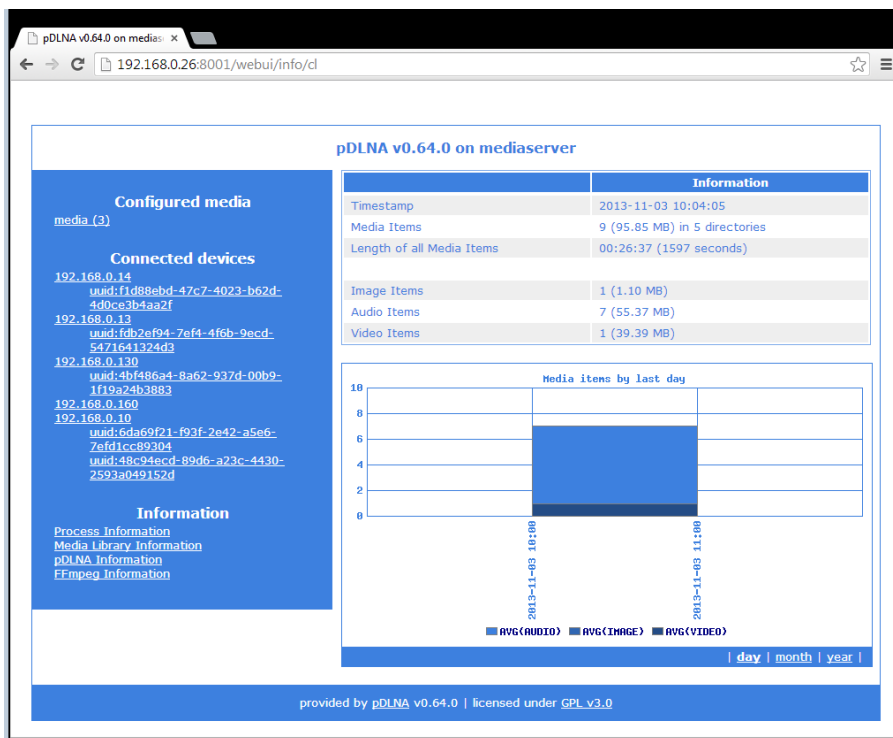 pDLNA v0.64.0 on medias
192.168.0.26:8001/webui/info/cl
pDLNA v0.64.0 on mediaserver
Configured media
media (3)
Connected devices
192.168.0.14
uuid:f1d88ebd-47c7-4023-b62d-
4d0ce3b4aa2f
192.168.0.13
uuid:fdb2ef94-7ef4-4f6b-9ecd-
5471641324d3
192.168.0.130
uuid:4bf486a4-8a62-937d-00b9-
1f19a24b3883
192.168.0.160
192.168.0.10
uuid:6da69f21-f93f-2e42-a5e6-
7efd1cc89304
uuid:48c94ecd-89d6-a23c-4430-
2593a049152d
Information
Process Information
Media Library Information
pDLNA Information
FFmpeg Information
Information
Timestamp 2013-11-03 10:04:05
Media Items 9 (95.85 MB) in 5 directories
Length of all Media Items 00:26:37 (1597 seconds)
Image Items 1 (1.10 MB)
Audio Items 7 (55.37 MB)
Video Items 1 (39.39 MB)
Media items by last day
10
8
6
4
2
0
2013-11-03 10:00
2013-11-03 11:00
AVG(AUDIO) AVG(IMAGE) AVG(VIDEO)
| day | month | year |
provided by pDLNA v0.64.0 | licensed under GPL v3.0